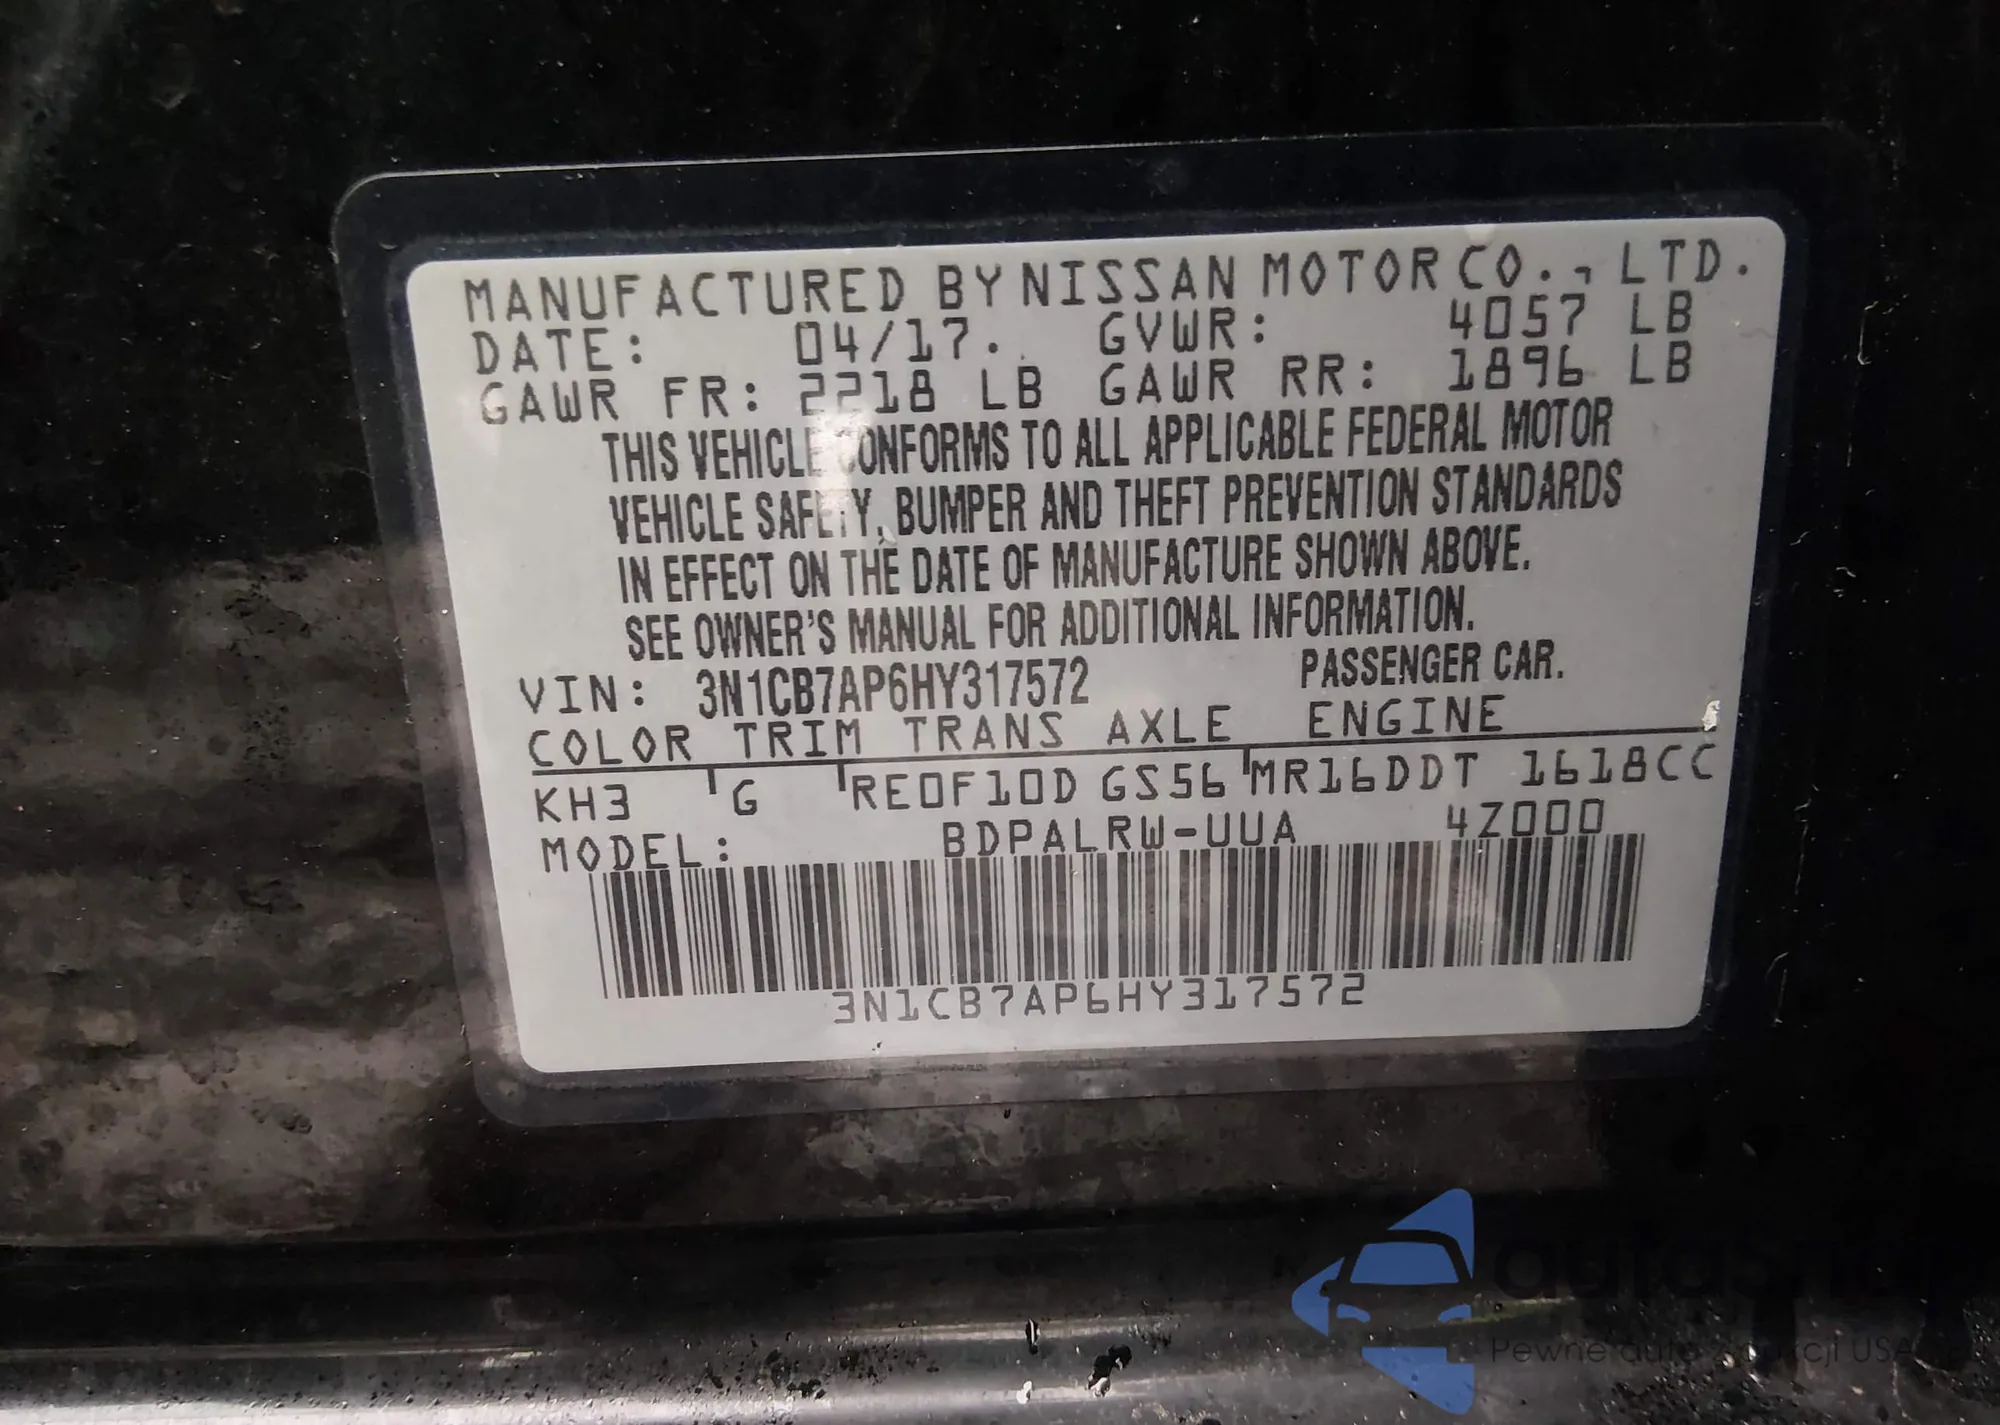 MANUFACTURED BY NISSAN MOTOR CO., LTD.
DATE: 04/17. GVWR: 4057 LB
GAWR FR: 2218 LB GAWR RR: 1896 LB
THIS VEHICLE CONFORMS TO ALL APPLICABLE FEDERAL MOTOR
VEHICLE SAFETY, BUMPER AND THEFT PREVENTION STANDARDS
IN EFFECT ON THE DATE OF MANUFACTURE SHOWN ABOVE.
SEE OWNER'S MANUAL FOR ADDITIONAL INFORMATION.
VIN: 3N1CB7AP6HY317572 PASSENGER CAR.
COLOR TRIM TRANS AXLE ENGINE
KH3 G RE0F10D GS56 MR16DDT 1618CC
MODEL: BDPALRW-UUA 4Z000
3N1CB7AP6HY317572
Pewne auto z USA